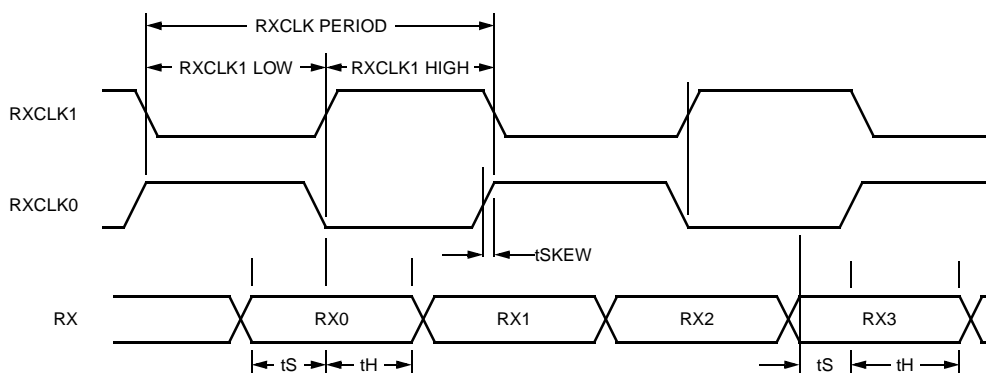 RXCLK PERIOD
RXCLK1 LOW RXCLK1 HIGH
RXCLK1
RXCLK0
tSKEW
RX RX0 RX1 RX2 RX3
tS tH tS tH